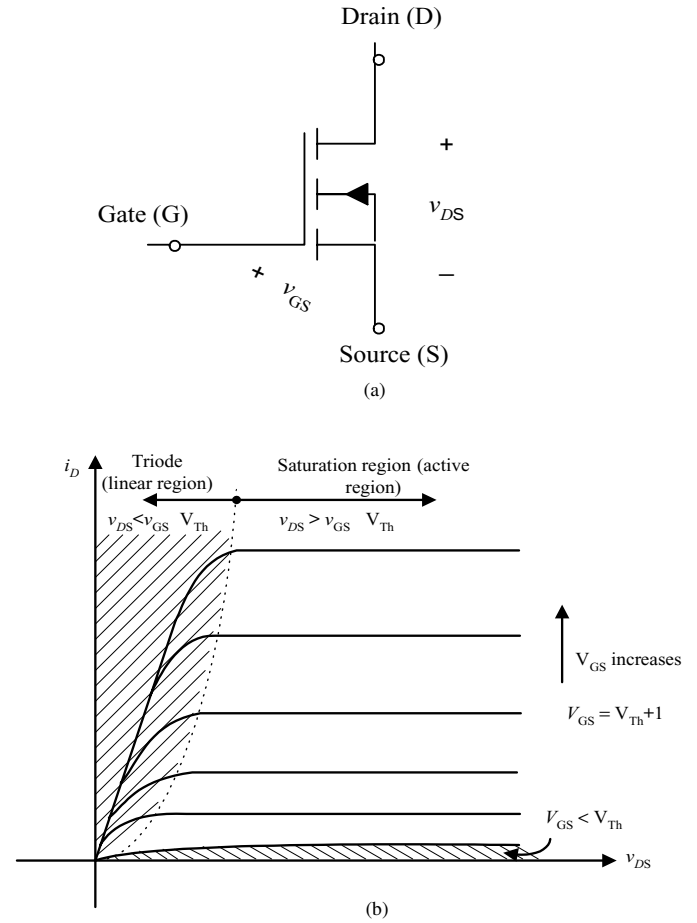 Drain (D)
+
v_DS
Gate (G)
+
v_GS
–
Source (S)
(a)
i_D
Triode
(linear region)
Saturation region (active
region)
v_DS<v_GS V_Th
v_DS > v_GS V_Th
V_GS increases
V_GS = V_Th+1
V_GS < V_Th
v_DS
(b)